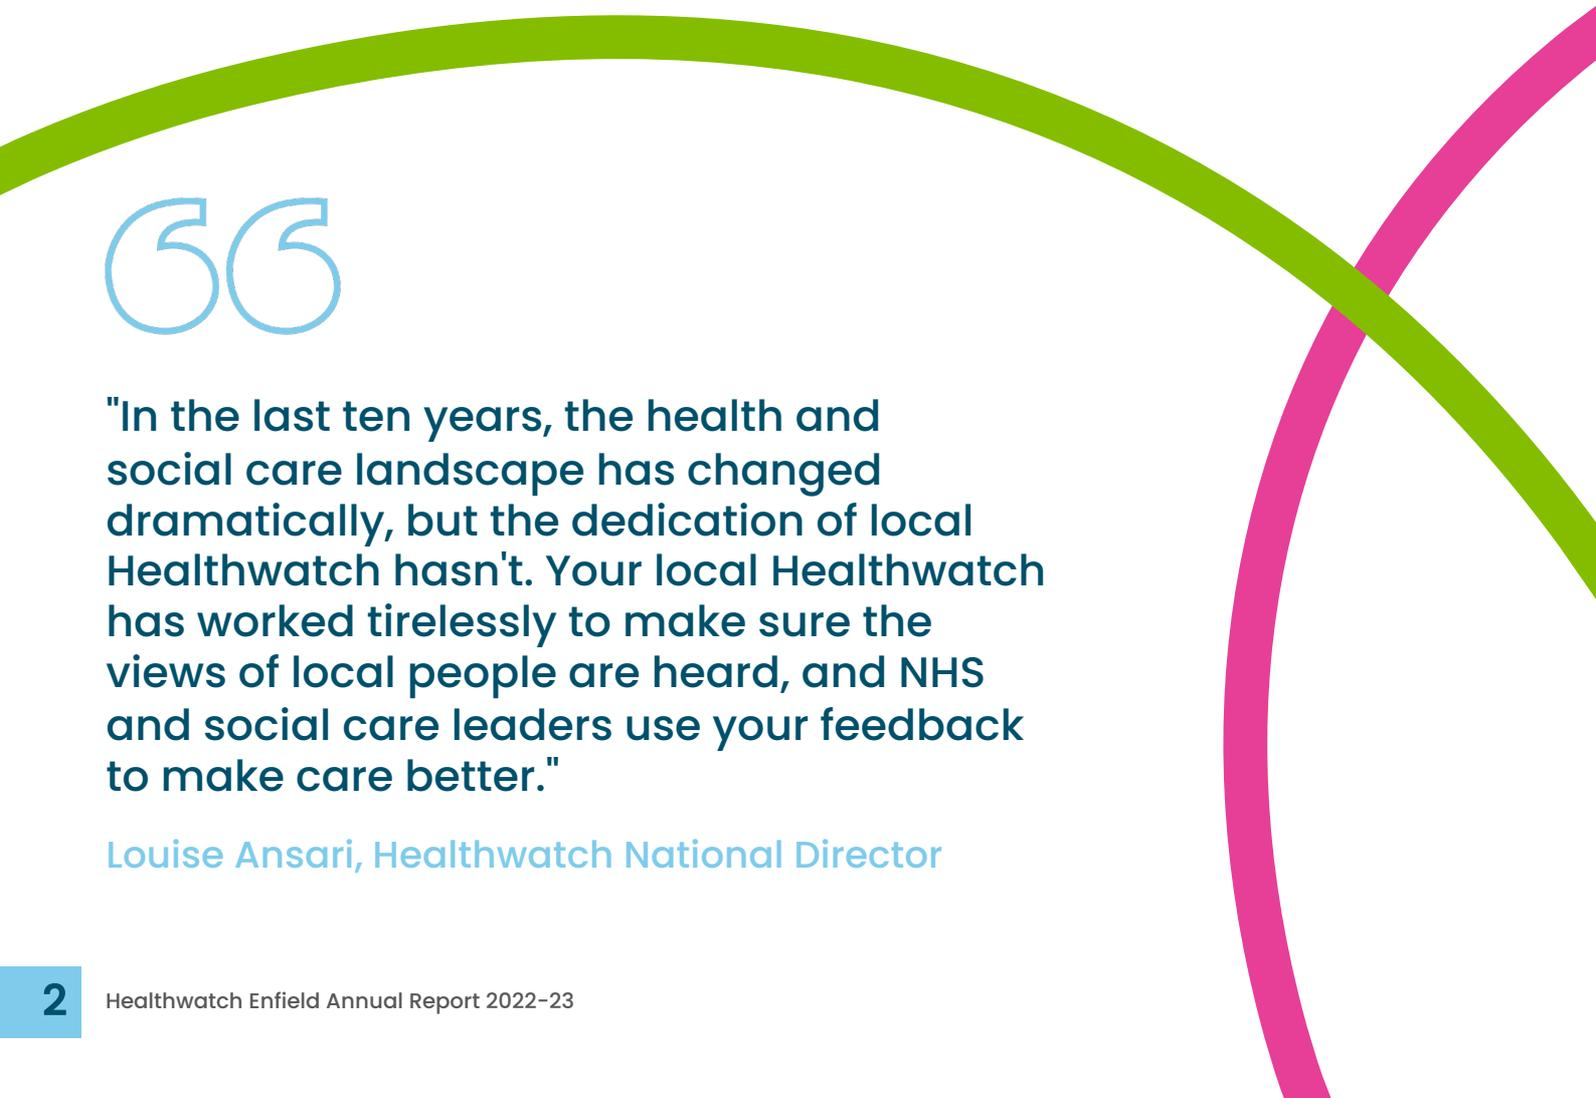 "In the last ten years, the health and
social care landscape has changed
dramatically, but the dedication of local
Healthwatch hasn't. Your local Healthwatch
has worked tirelessly to make sure the
views of local people are heard, and NHS
and social care leaders use your feedback
to make care better."
Louise Ansari, Healthwatch National Director
2 Healthwatch Enfield Annual Report 2022-23